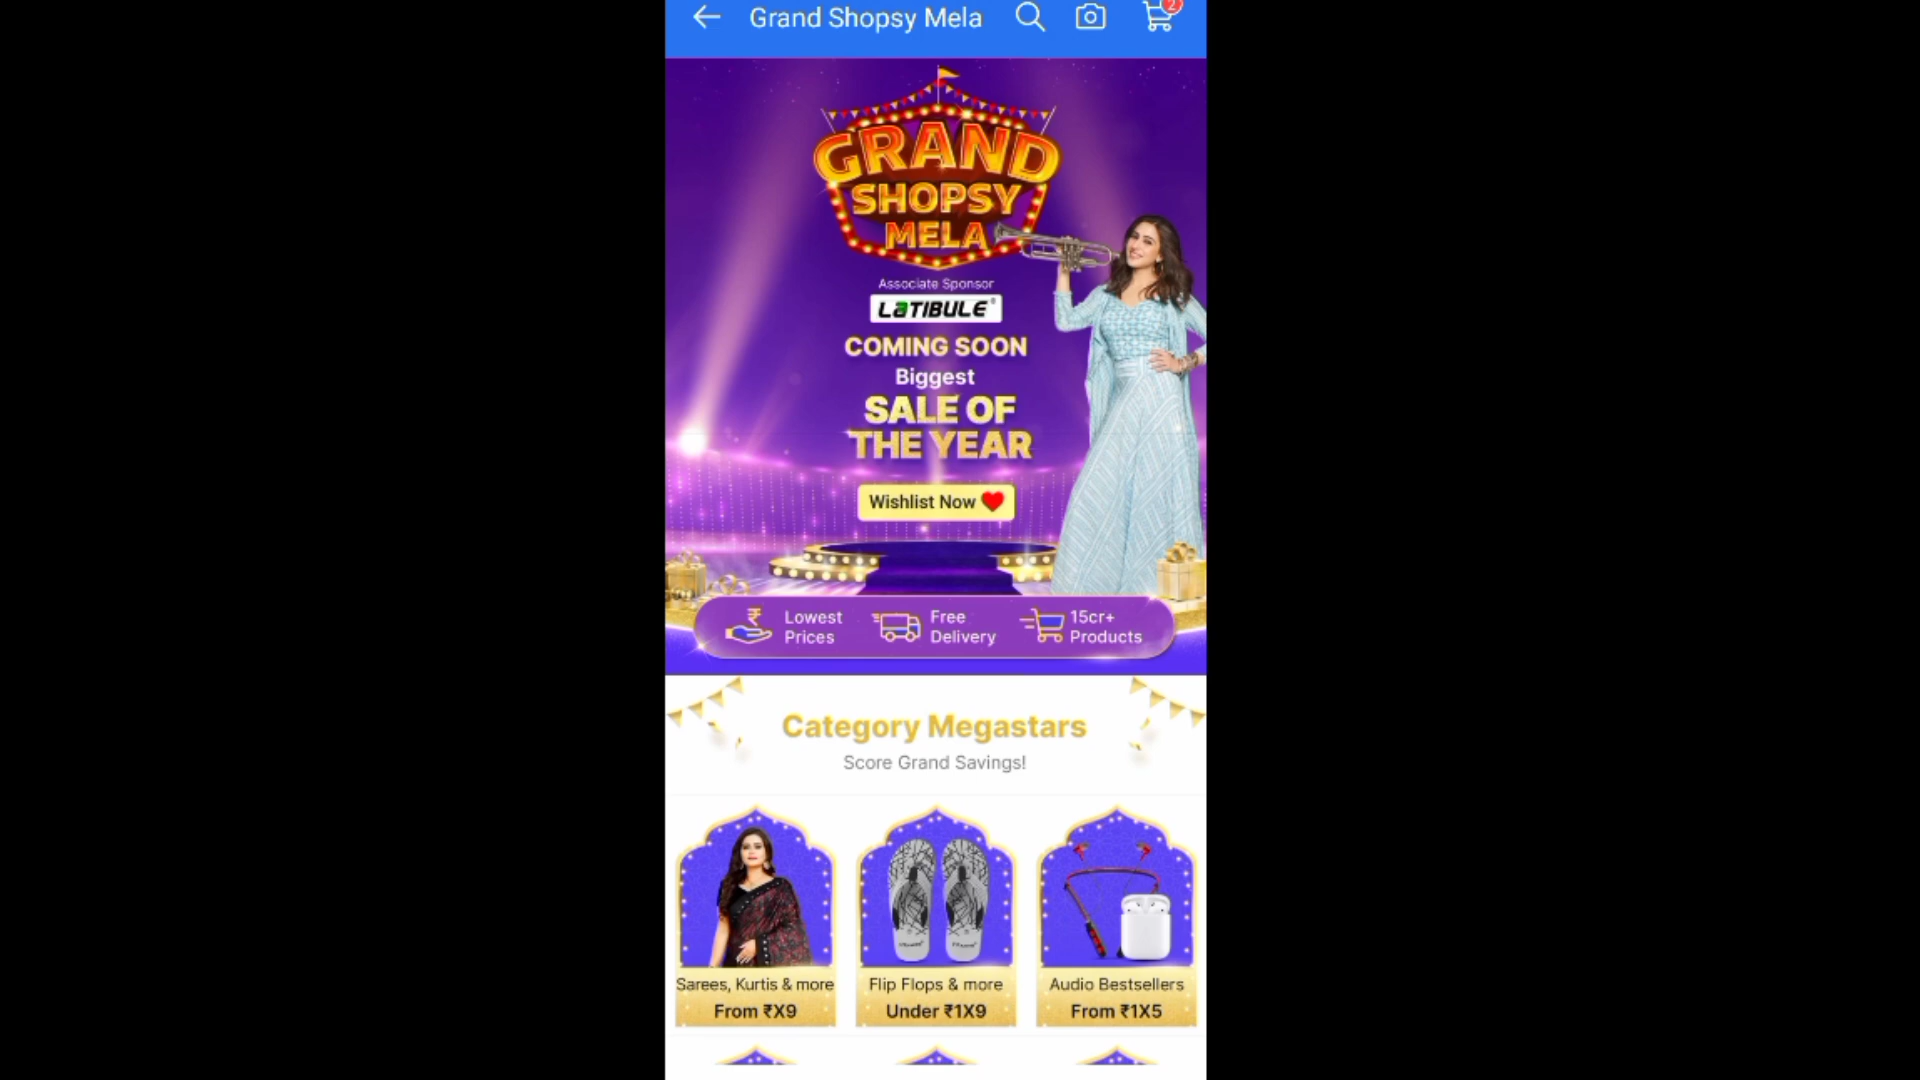 Grand Shopsy Mela
2
GRAND
SHOPSY
MELA
Associate Sponsor
LaTIBULE®
COMING SOON
Biggest
SALE OF
THE YEAR
Wishlist Now
Lowest
Prices
Free
Delivery
15cr+
Products
Category Megastars
Score Grand Savings!
Sarees, Kurtis & more
From ₹X9
Flip Flops & more
Under ₹1X9
Audio Bestsellers
From ₹1X5